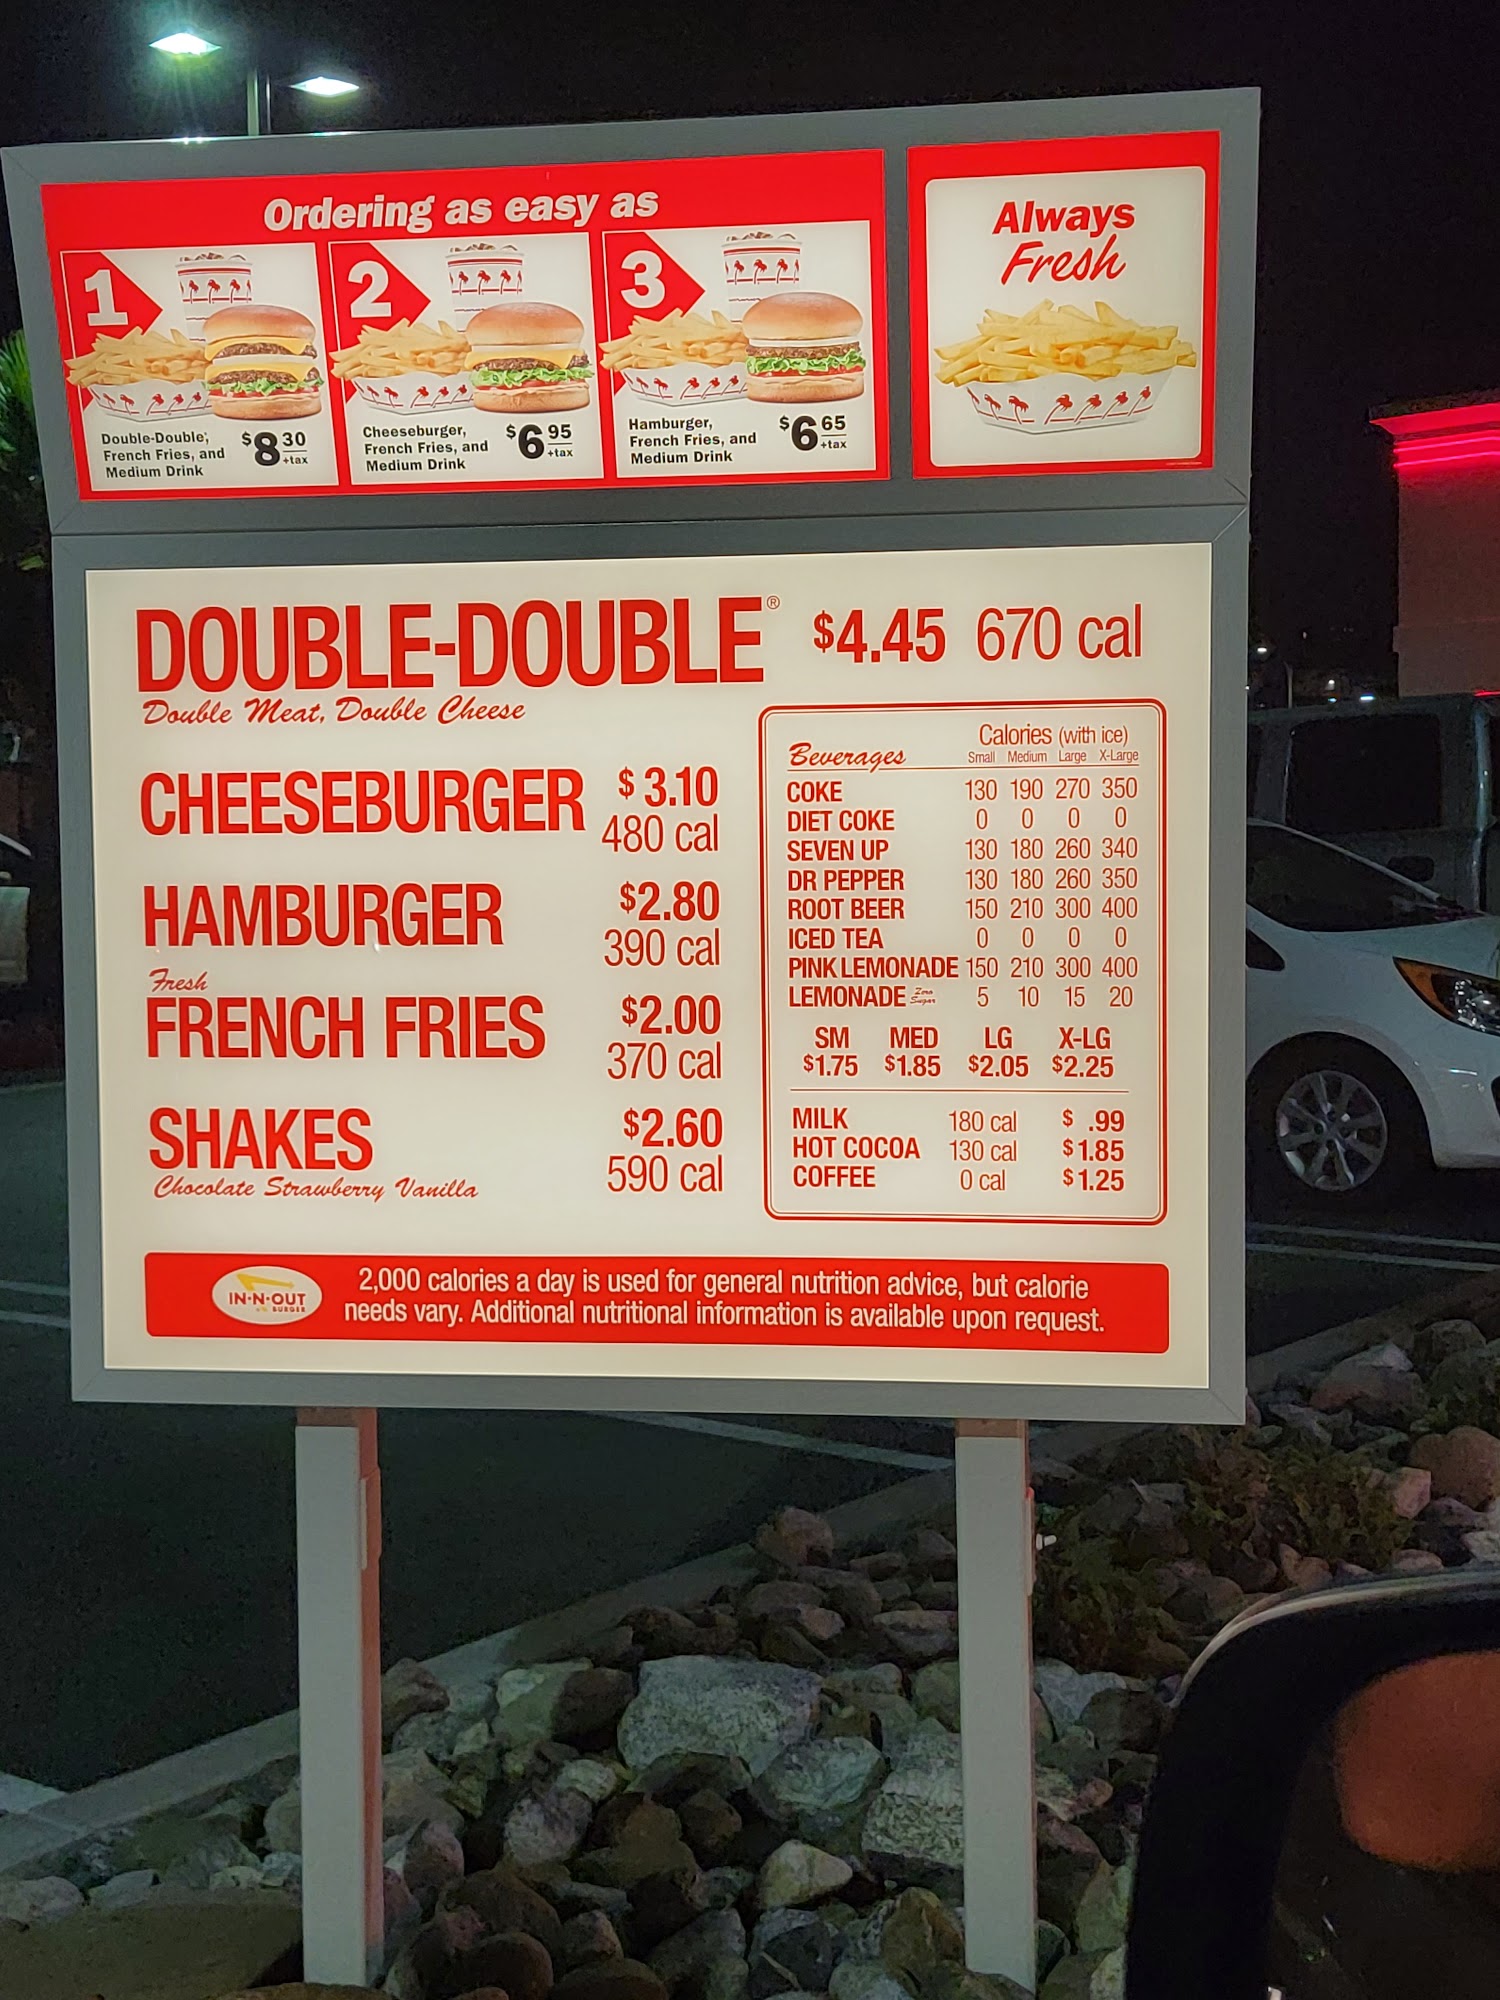 Ordering as easy as
1
Double-Double,
French Fries, and
Medium Drink
$8 30 +tax
2
Cheeseburger,
French Fries, and
Medium Drink
$6 95 +tax
3
Hamburger,
French Fries, and
Medium Drink
$6 65 +tax
Always
Fresh
DOUBLE-DOUBLE® $4.45 670 cal
Double Meat, Double Cheese
CHEESEBURGER $3.10
480 cal
HAMBURGER $2.80
390 cal
Fresh
FRENCH FRIES $2.00
370 cal
SHAKES $2.60
590 cal
Chocolate Strawberry Vanilla
Calories (with ice)
Beverages Small Medium Large X-Large
COKE 130 190 270 350
DIET COKE 0 0 0 0
SEVEN UP 130 180 260 340
DR PEPPER 130 180 260 350
ROOT BEER 150 210 300 400
ICED TEA 0 0 0 0
PINK LEMONADE 150 210 300 400
LEMONADE Zero Sugar 5 10 15 20
SM MED LG X-LG
$1.75 $1.85 $2.05 $2.25
MILK 180 cal $ .99
HOT COCOA 130 cal $1.85
COFFEE 0 cal $1.25
IN-N-OUT
BURGER
2,000 calories a day is used for general nutrition advice, but calorie
needs vary. Additional nutritional information is available upon request.